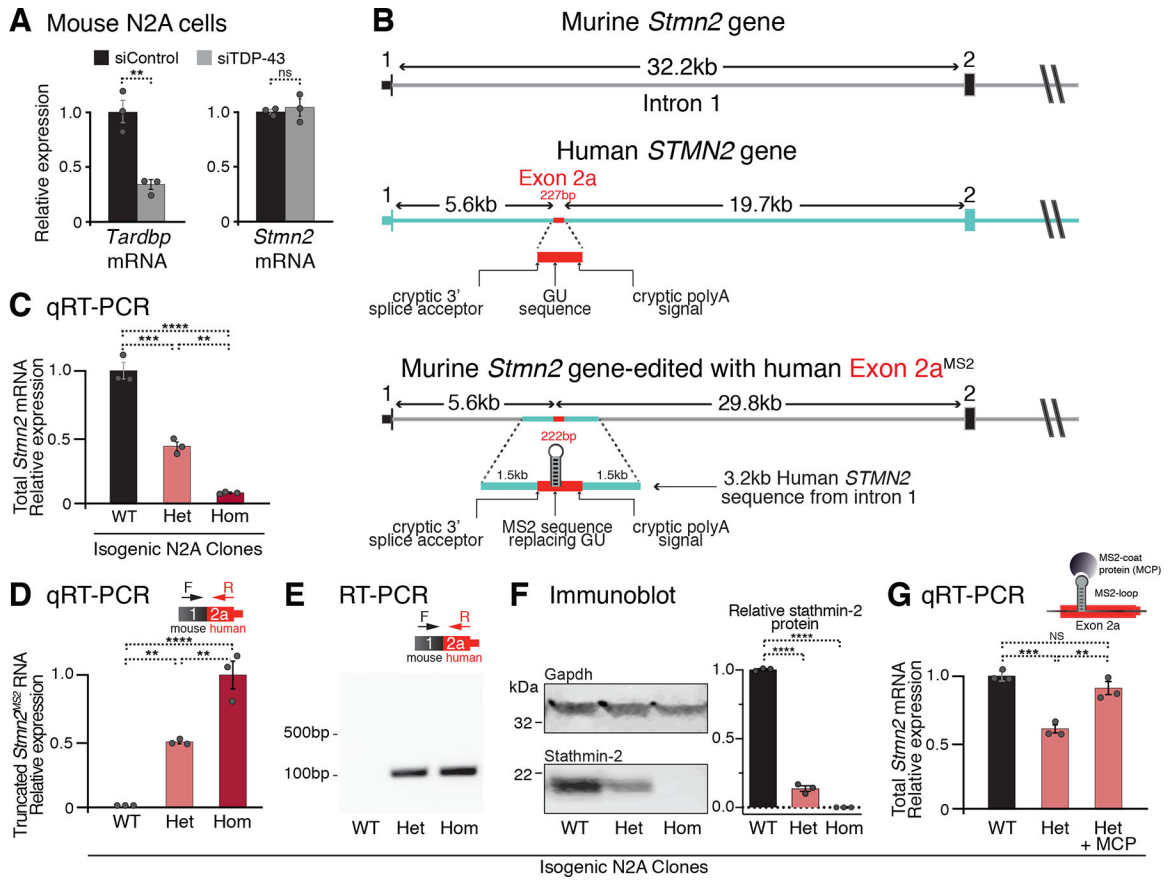 A Mouse N2A cells
siControl siTDP-43
Relative expression
1.0
0.5
0
**
Tardbp
mRNA
1.0
0.5
0
ns
Stmn2
mRNA
B
Murine Stmn2 gene
1 2
32.2kb
Intron 1
Human STMN2 gene
Exon 2a
1 227bp 2
5.6kb 19.7kb
cryptic 3' GU cryptic polyA
splice acceptor sequence signal
Murine Stmn2 gene-edited with human Exon 2aMS2
1 2
5.6kb 29.8kb
222bp
1.5kb 1.5kb
3.2kb Human STMN2
sequence from intron 1
cryptic 3' MS2 sequence cryptic polyA
splice acceptor replacing GU signal
C qRT-PCR
****
*** **
Total Stmn2 mRNA
Relative expression
1.0
0.5
0
WT Het Hom
Isogenic N2A Clones
D qRT-PCR
F R
1 2a
mouse human
****
** **
Truncated Stmn2MS2 RNA
Relative expression
1.0
0.5
0
WT Het Hom
E RT-PCR
F R
1 2a
mouse human
500bp
100bp
WT Het Hom
F Immunoblot
Gapdh
kDa
32
Stathmin-2
22
WT Het Hom
Relative stathmin-2
protein
****
****
1.0
0.5
0.0
WT Het Hom
G qRT-PCR
MS2-coat
protein (MCP)
MS2-loop
Exon 2a
NS
*** **
Total Stmn2 mRNA
Relative expression
1.0
0.5
0
WT Het Het
+ MCP
Isogenic N2A Clones